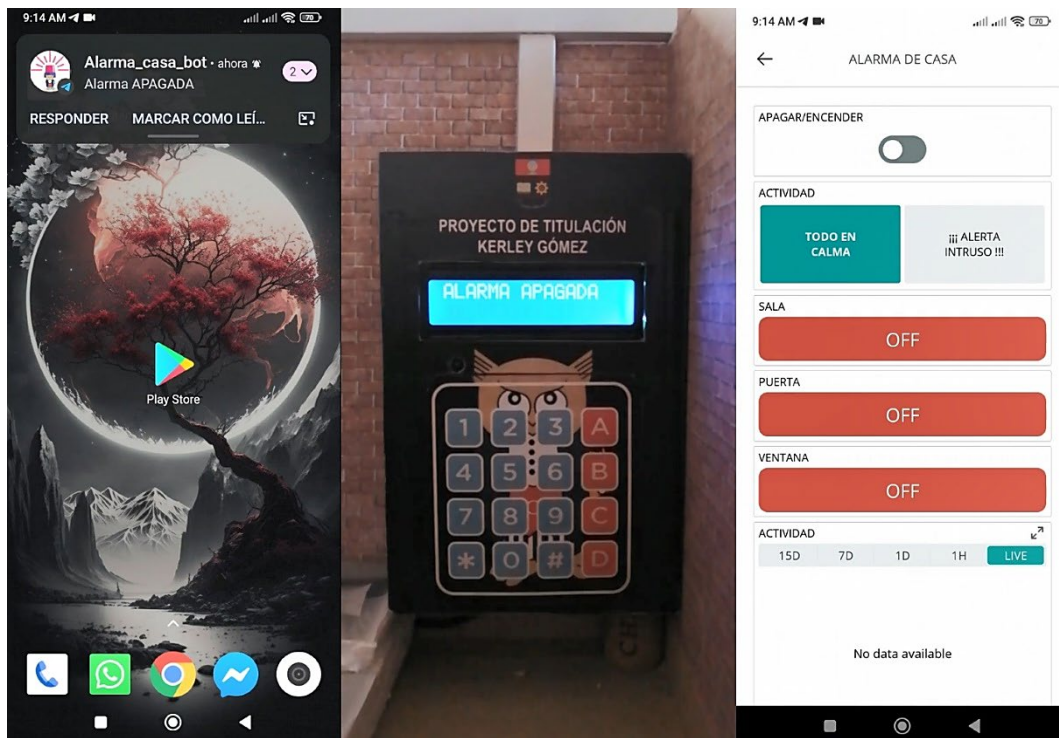 9:14 AM
70
Alarma_casa_bot • ahora
2
Alarma APAGADA
RESPONDER
MARCAR COMO LEÍ...
Play Store
PROYECTO DE TITULACIÓN
KERLEY GÓMEZ
ALARMA APAGADA
1 2 3 A
4 5 6 B
7 8 9 C
* 0 # D
9:14 AM
70
ALARMA DE CASA
APAGAR/ENCENDER
ACTIVIDAD
TODO EN
CALMA
¡¡¡ ALERTA
INTRUSO !!!
SALA
OFF
PUERTA
OFF
VENTANA
OFF
ACTIVIDAD
15D 7D 1D 1H LIVE
No data available